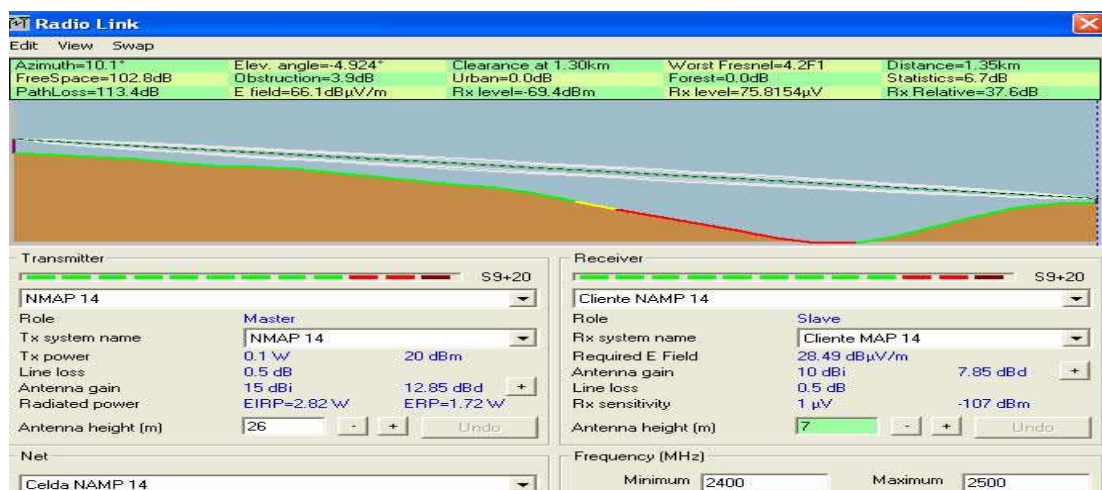 Radio Link
Edit View Swap
Azimuth=10.1° Elev. angle=-4.924° Clearance at 1.30km Worst Fresnel=4.2F1 Distance=1.35km
FreeSpace=102.8dB Obstruction=3.9dB Urban=0.0dB Forest=0.0dB Statistics=6.7dB
PathLoss=113.4dB E field=66.1dBµV/m Rx level=-69.4dBm Rx level=75.8154µV Rx Relative=37.6dB
Transmitter
S9+20
NMAP 14
Role Master
Tx system name NMAP 14
Tx power 0.1 W 20 dBm
Line loss 0.5 dB
Antenna gain 15 dBi 12.85 dBd +
Radiated power EIRP=2.82 W ERP=1.72 W
Antenna height (m) 26 - + Undo
Net
Celda NAMP 14
Receiver
S9+20
Cliente NAMP 14
Role Slave
Rx system name Cliente MAP 14
Required E Field 28.49 dBµV/m
Antenna gain 10 dBi 7.85 dBd +
Line loss 0.5 dB
Rx sensitivity 1 µV -107 dBm
Antenna height (m) 7 - + Undo
Frequency (MHz)
Minimum 2400 Maximum 2500